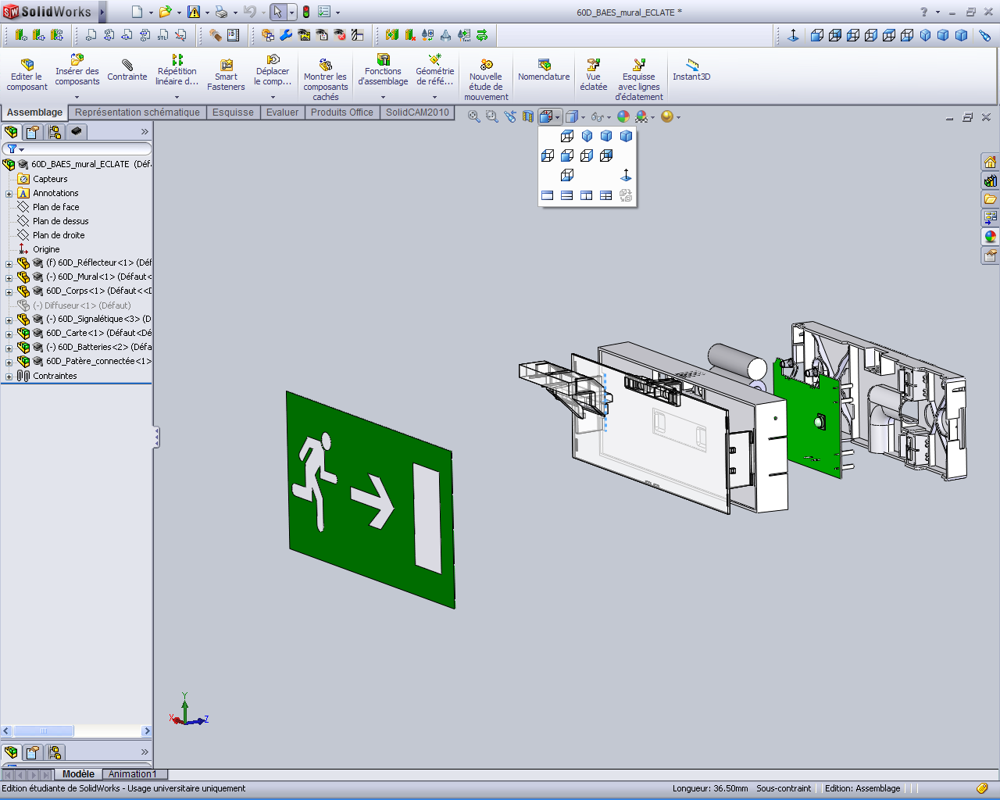 SolidWorks
60D_BAES_mural_ECLATE *
Editer le composant
Insérer des composants
Contrainte
Répétition linéaire d...
Smart Fasteners
Déplacer le comp...
Montrer les composants cachés
Fonctions d'assemblage
Géométrie de réfé...
Nouvelle étude de mouvement
Nomenclature
Vue éclatée
Esquisse avec lignes d'éclatement
Instant3D
Assemblage
Représentation schématique
Esquisse
Evaluer
Produits Office
SolidCAM2010
60D_BAES_mural_ECLATE (Déf
Capteurs
Annotations
Plan de face
Plan de dessus
Plan de droite
Origine
(f) 60D_Réflecteur<1> (Déf
(-) 60D_Mural<1> (Défaut<
60D_Corps<1> (Défaut<<D
(-) Diffuseur<1> (Défaut)
(-) 60D_Signalétique<3> (D
60D_Carte<1> (Défaut<Dé
(-) 60D_Batteries<2> (Défa
60D_Patère_connectée<1>
Contraintes
Y
X
Z
Modèle
Animation1
Edition étudiante de SolidWorks - Usage universitaire uniquement
Longueur: 36.50mm
Sous-contraint
Edition: Assemblage